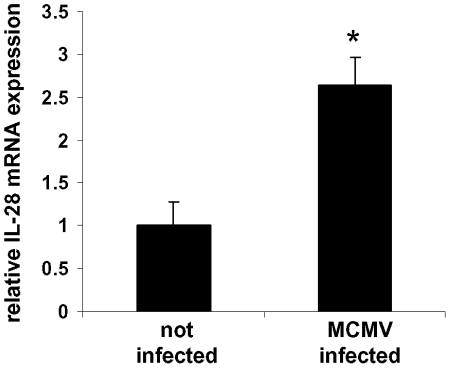 relative IL-28 mRNA expression
3.5
3
2.5
2
1.5
1
0.5
0
*
not
infected
MCMV
infected